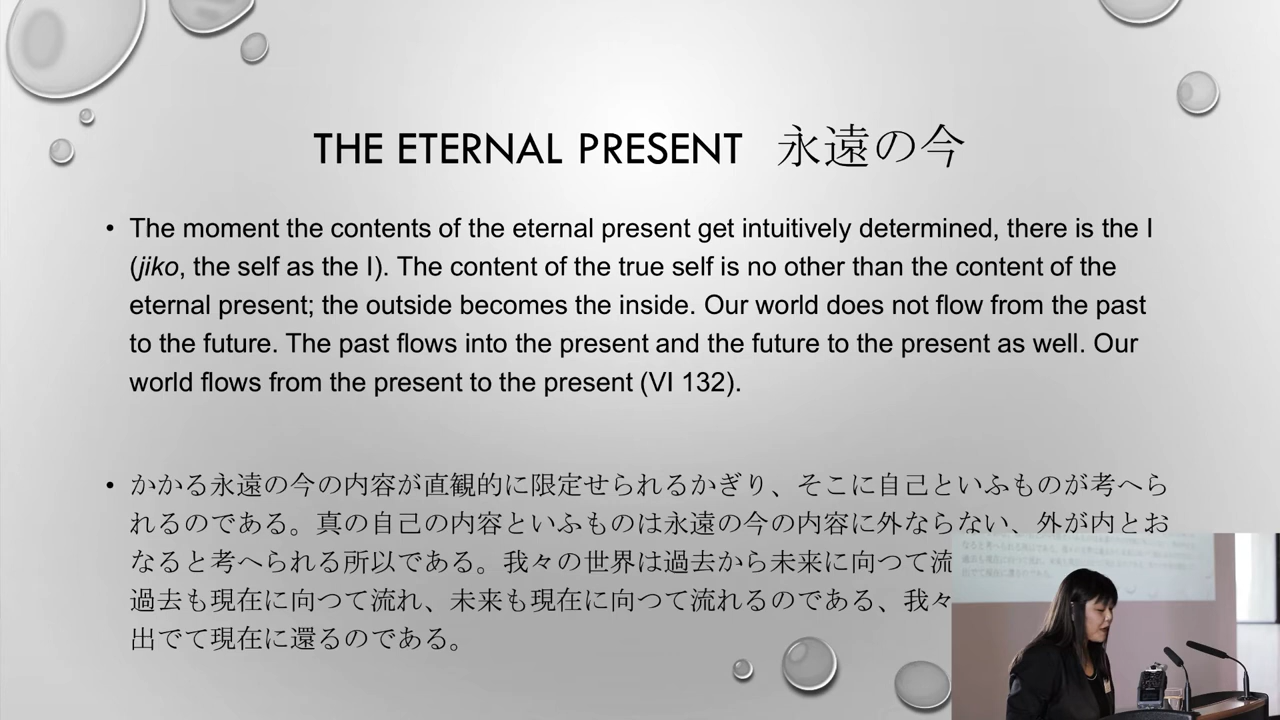 THE ETERNAL PRESENT 永遠の今
• The moment the contents of the eternal present get intuitively determined, there is the I
(jiko, the self as the I). The content of the true self is no other than the content of the
eternal present; the outside becomes the inside. Our world does not flow from the past
to the future. The past flows into the present and the future to the present as well. Our
world flows from the present to the present (VI 132).
• かかる永遠の今の内容が直観的に限定せられるかぎり、そこに自己といふものが考へら
れるのである。真の自己の内容といふものは永遠の今の内容に外ならない、外が内とお
なると考へられる所以である。我々の世界は過去から未来に向つて流
過去も現在に向つて流れ、未来も現在に向つて流れるのである、我々
出でて現在に還るのである。